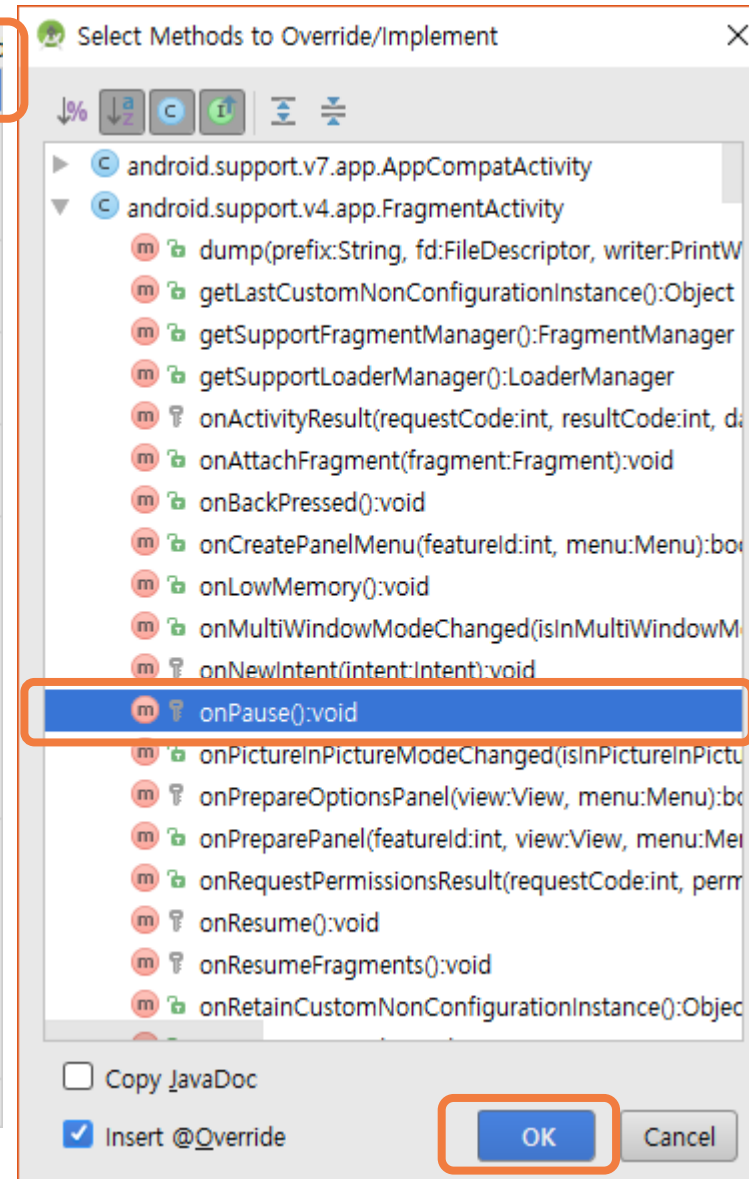 Select Methods to Override/Implement
android.support.v7.app.AppCompatActivity
android.support.v4.app.FragmentActivity
dump(prefix:String, fd:FileDescriptor, writer:PrintW
getLastCustomNonConfigurationInstance():Object
getSupportFragmentManager():FragmentManager
getSupportLoaderManager():LoaderManager
onActivityResult(requestCode:int, resultCode:int, da
onAttachFragment(fragment:Fragment):void
onBackPressed():void
onCreatePanelMenu(featureId:int, menu:Menu):boo
onLowMemory():void
onMultiWindowModeChanged(isInMultiWindowM
onNewIntent(intent:Intent):void
onPause():void
onPictureInPictureModeChanged(isInPictureInPictu
onPrepareOptionsPanel(view:View, menu:Menu):bo
onPreparePanel(featureId:int, view:View, menu:Me
onRequestPermissionsResult(requestCode:int, perm
onResume():void
onResumeFragments():void
onRetainCustomNonConfigurationInstance():Objec
Copy JavaDoc
Insert @Override
OK
Cancel